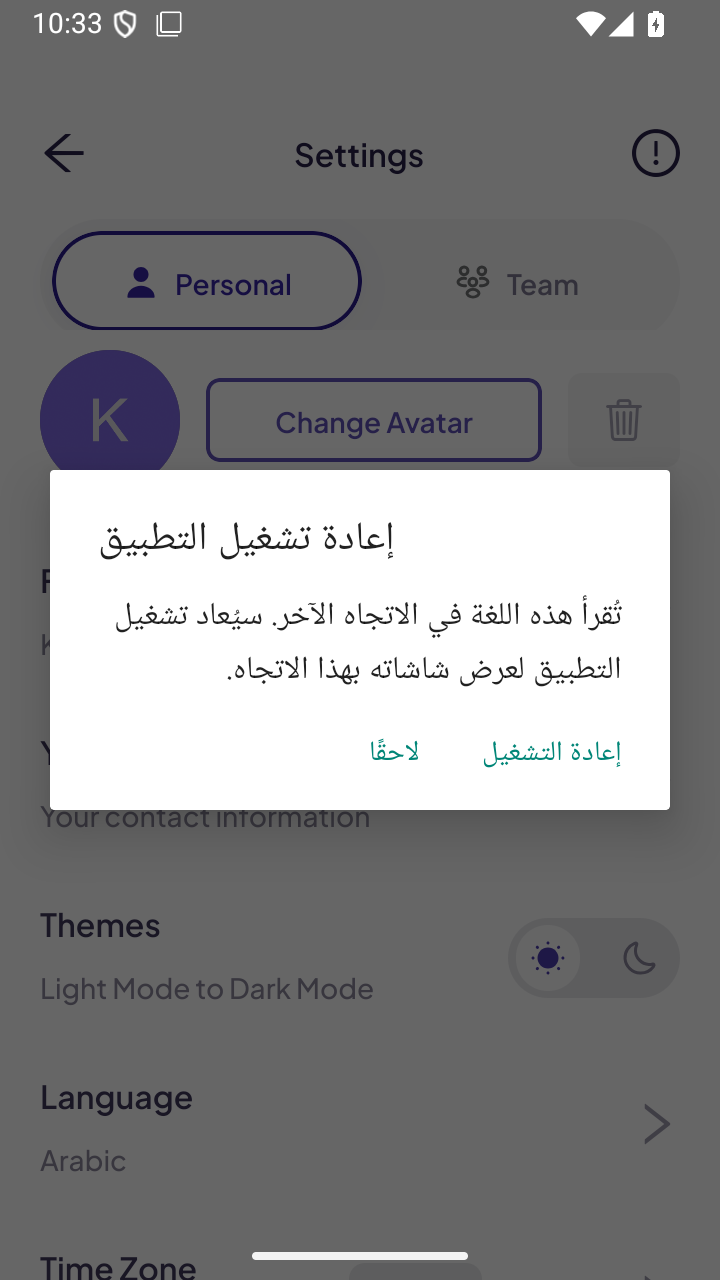 10:33
Settings
Personal
Team
K
Change Avatar
إعادة تشغيل التطبيق
تُقرأ هذه اللغة في الاتجاه الآخر. سيُعاد تشغيل
التطبيق لعرض شاشاته بهذا الاتجاه.
إعادة التشغيل
لاحقًا
Your contact information
Themes
Light Mode to Dark Mode
Language
Arabic
Time Zone